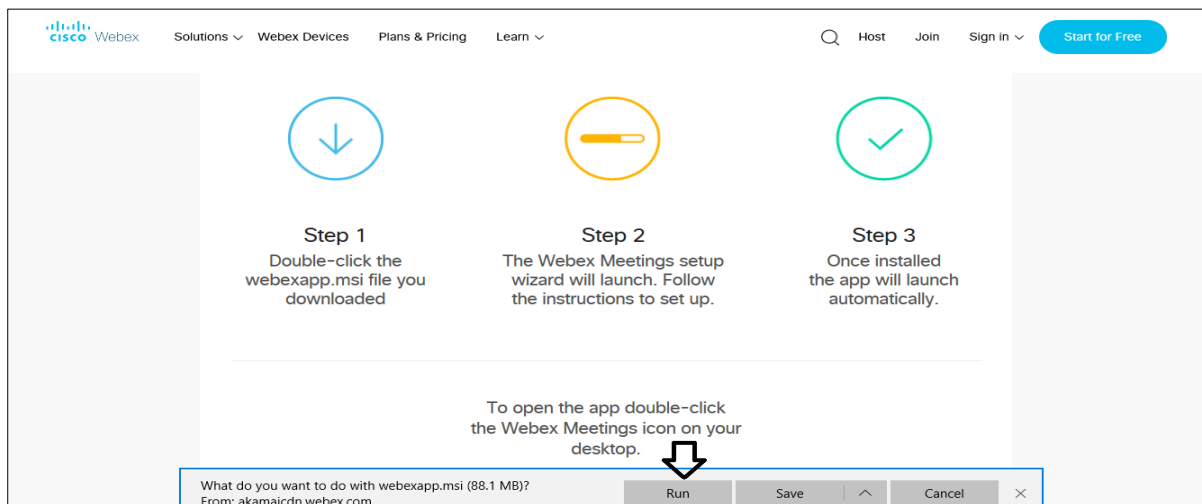 CISCO Webex Solutions Webex Devices Plans & Pricing Learn Host Join Sign in Start for Free
Step 1
Double-click the
webexapp.msi file you
downloaded
Step 2
The Webex Meetings setup
wizard will launch. Follow
the instructions to set up.
Step 3
Once installed
the app will launch
automatically.
To open the app double-click
the Webex Meetings icon on your
desktop.
What do you want to do with webexapp.msi (88.1 MB)?
From: akamaicdn.webex.com
Run Save Cancel